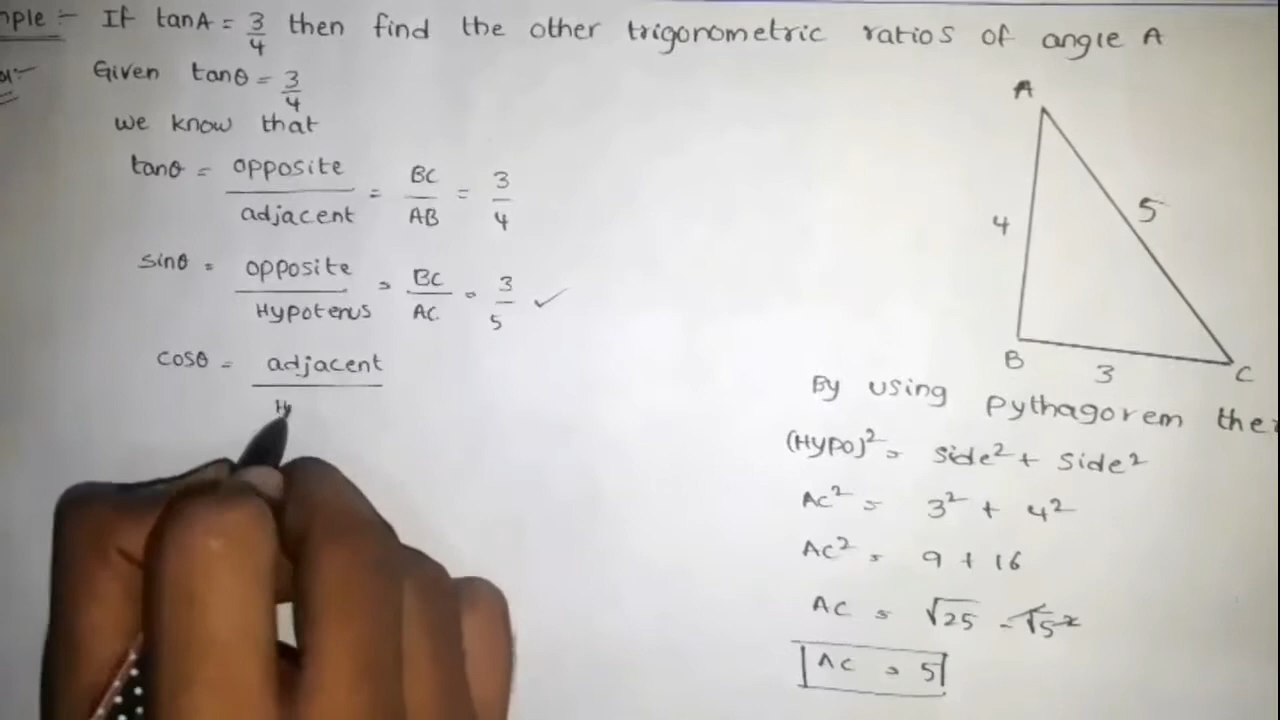 mple :- If tanA = 3/4 then find the other trigonometric ratios of angle A
Given tanθ = 3/4
we know that
tanθ = opposite/adjacent = BC/AB = 3/4
sinθ = opposite/Hypotenus = BC/AC = 3/5 ✓
cosθ = adjacent/Hy
A
4
5
B
3
C
By using pythagorem the
(Hypo)² = side² + side²
AC² = 3² + 4²
AC² = 9 + 16
AC = √25 = √5²
AC = 5